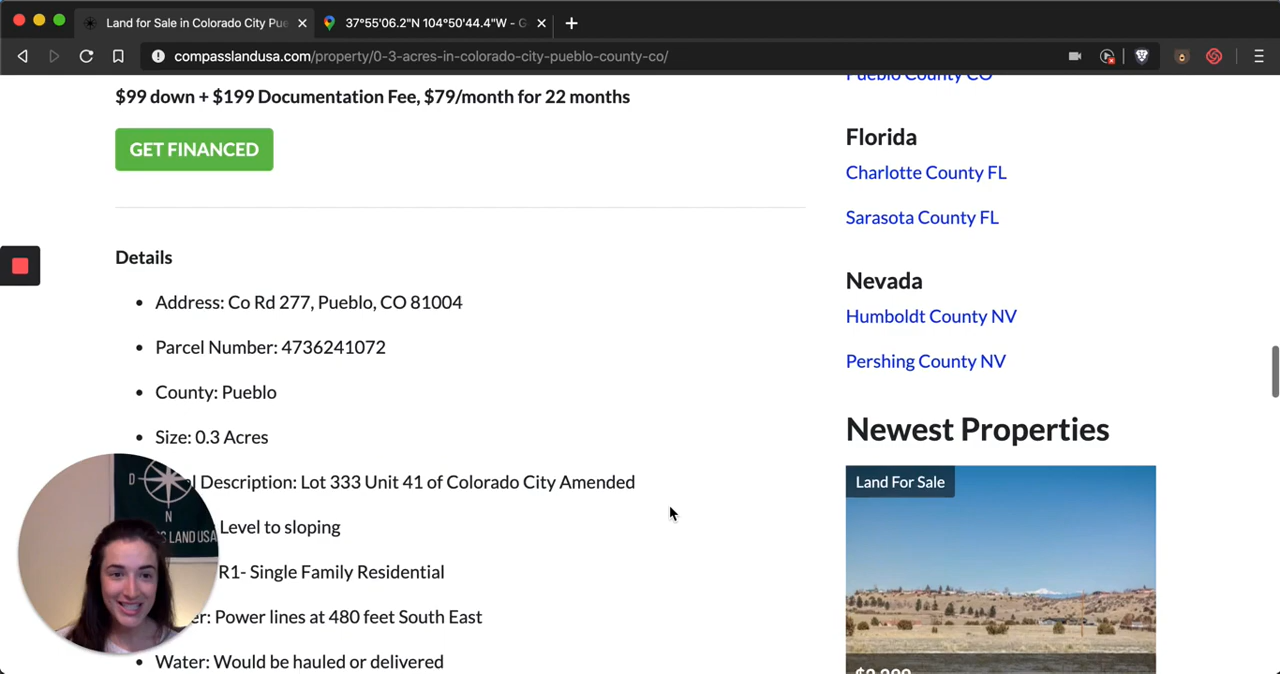 Land for Sale in Colorado City Pue
37°55'06.2"N 104°50'44.4"W - G
compasslandusa.com/property/0-3-acres-in-colorado-city-pueblo-county-co/
$99 down + $199 Documentation Fee, $79/month for 22 months
GET FINANCED
Details
• Address: Co Rd 277, Pueblo, CO 81004
• Parcel Number: 4736241072
• County: Pueblo
• Size: 0.3 Acres
Description: Lot 333 Unit 41 of Colorado City Amended
Level to sloping
R1- Single Family Residential
Power lines at 480 feet South East
• Water: Would be hauled or delivered
D
N
LAND USA
Pueblo County CO
Florida
Charlotte County FL
Sarasota County FL
Nevada
Humboldt County NV
Pershing County NV
Newest Properties
Land For Sale